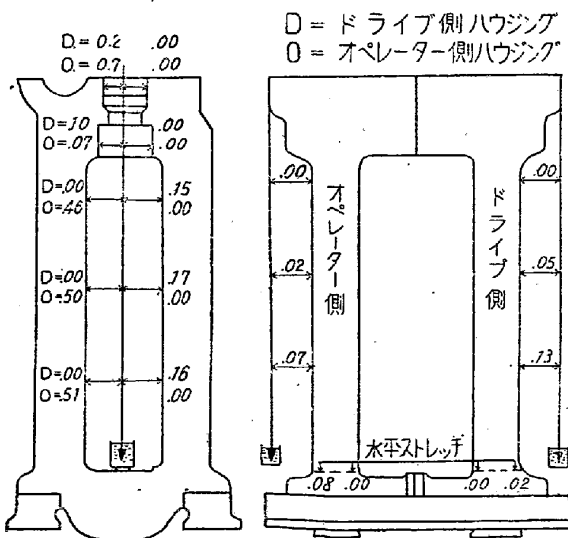 D = ドライブ側ハウジング
O = オペレーター側ハウジング
D. = 0.2 .00
O. = 0.7 .00
D = .10 .00
O = .07 .00
D = .00 .15
O = .46 .00
D = .00 .17
O = .50 .00
D = .00 .16
O = .51 .00
.00 .00
.02 .05
.07 .13
オペレーター側
ドライブ側
水平ストレッチ
.08 .00 .00 .02